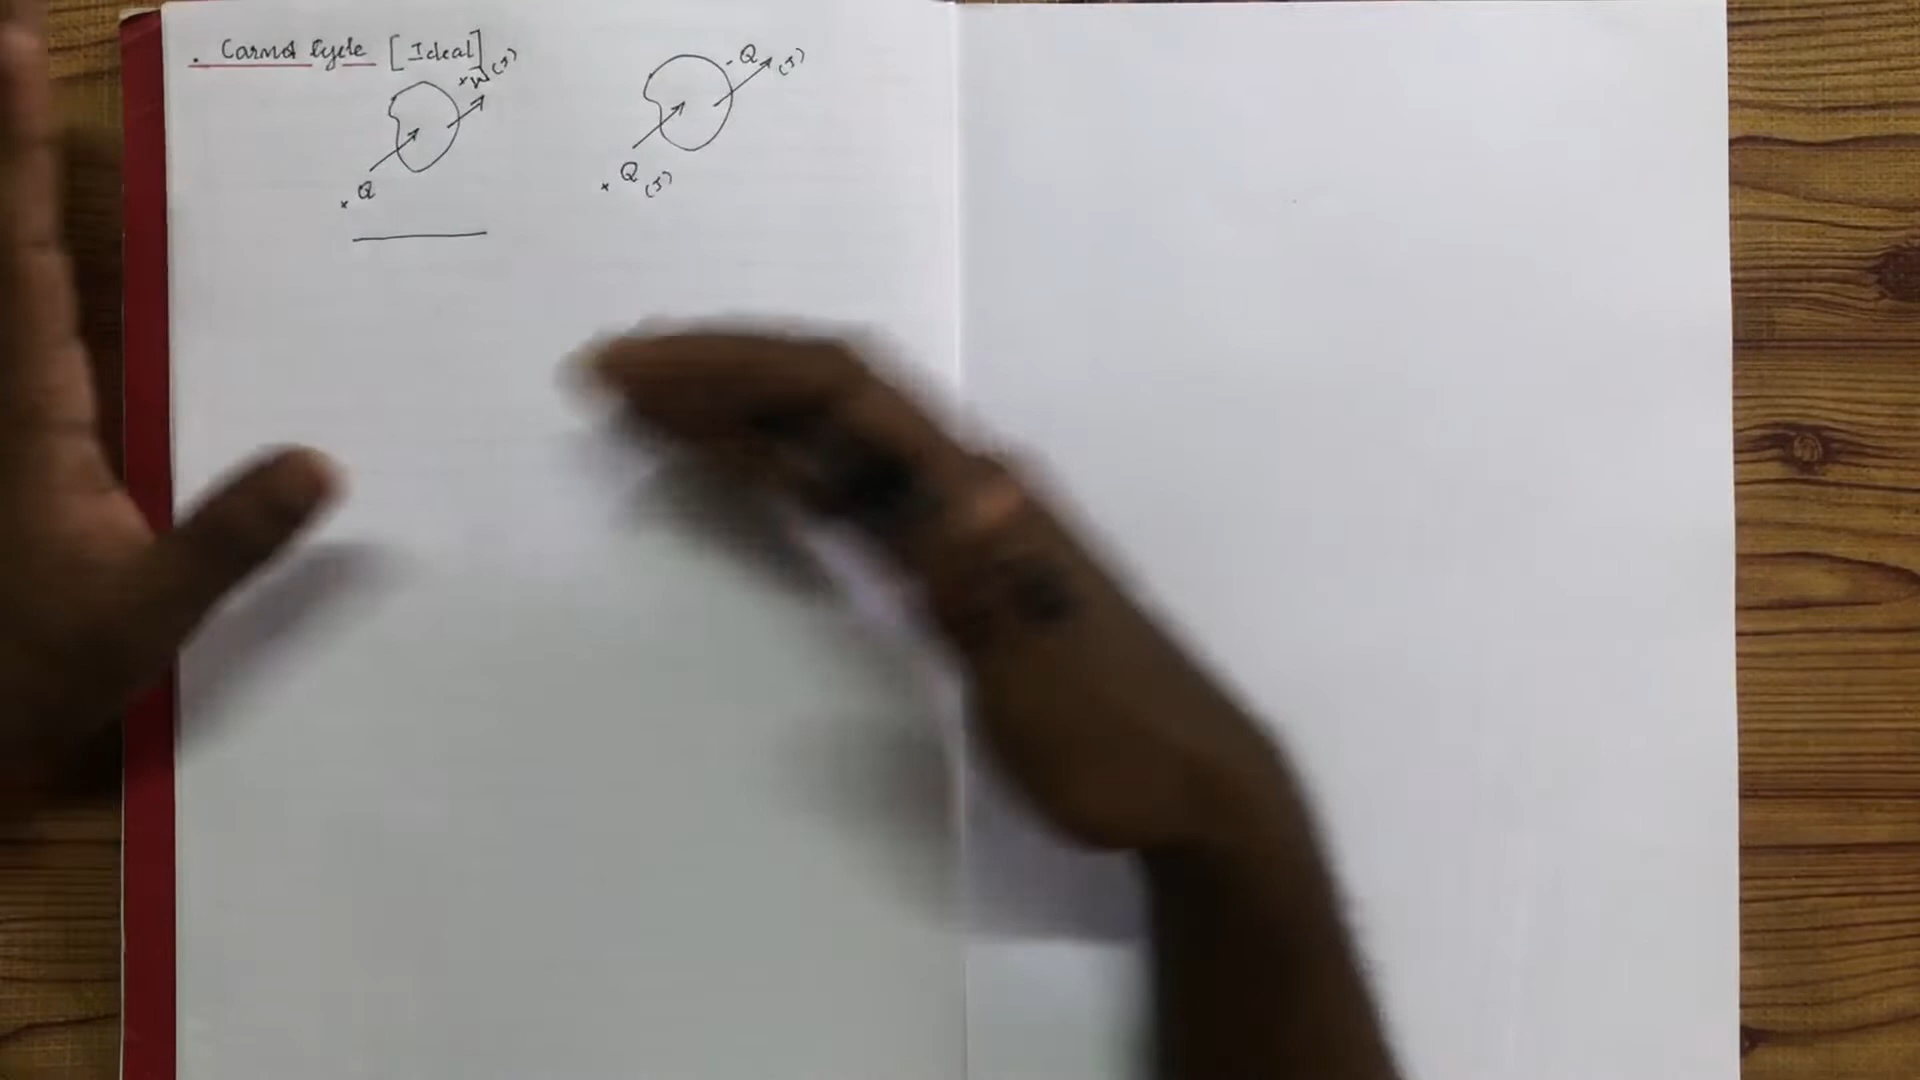 . Carnot Cycle [Ideal]
+W (J)
+ Q
- Q (J)
+ Q (J)